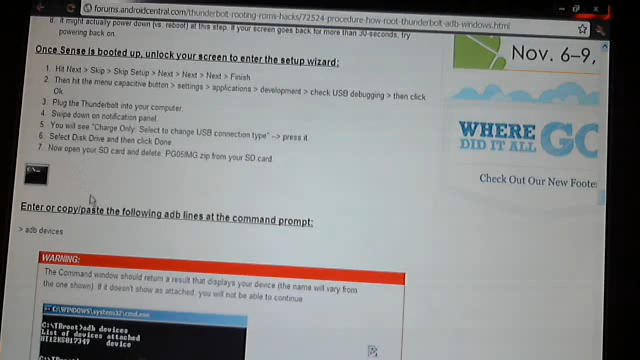 forums.androidcentral.com/thunderbolt-rooting-roms-hacks/72524-procedure-how-root-thunderbolt-adb-windows.html
8. It might actually power down (vs. reboot) at this step. If your screen goes back for more than 30-seconds, try
powering back on.
Once Sense is booted up, unlock your screen to enter the setup wizard:
1. Hit Next > Skip > Skip Setup > Next > Next > Next > Finish
2. Then hit the menu capacitive button > settings > applications > development > check USB debugging > then click
Ok.
3. Plug the Thunderbolt into your computer.
4. Swipe down on notification panel.
5. You will see "Charge Only: Select to change USB connection type" --> press it.
6. Select Disk Drive and then click Done
7. Now open your SD card and delete: PG05IMG zip from your SD card.
Enter or copy/paste the following adb lines at the command prompt:
> adb devices
WARNING:
The Command window should return a result that displays your device (the name will vary from
the one shown). If it doesn't show as attached, you will not be able to continue
C:\WINDOWS\system32\cmd.exe
C:\TBroot>adb devices
List of devices attached
HT12KS017347 device
Nov. 6–9,
WHERE GO
DID IT ALL
Check Out Our New Footer